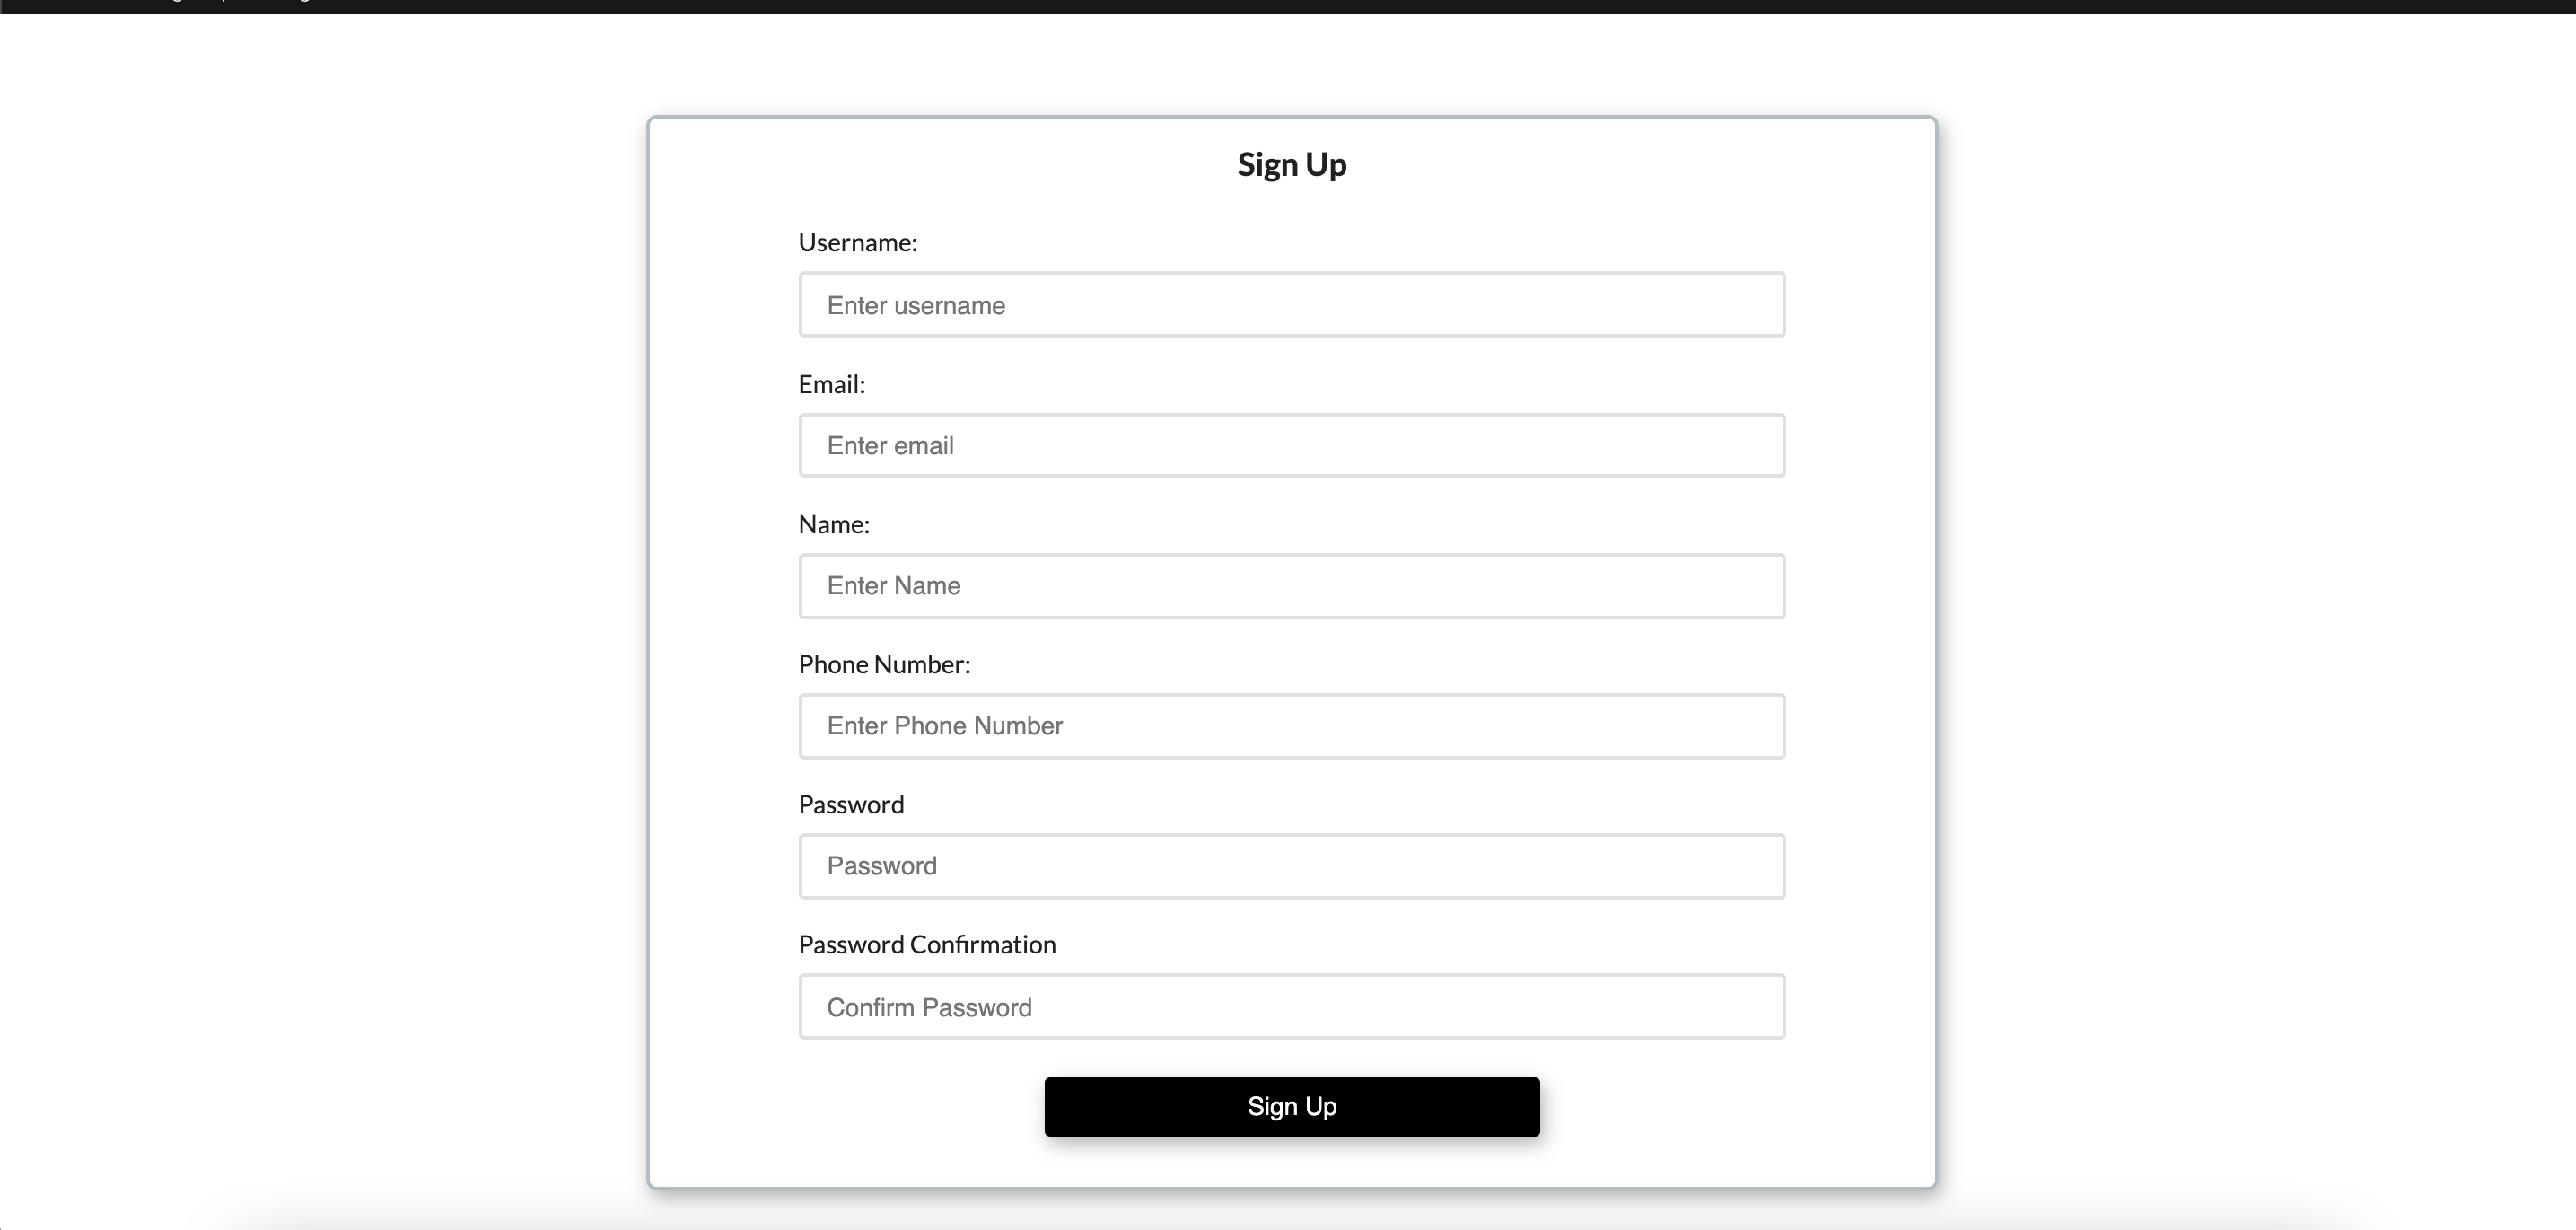 Sign Up
Username:
Enter username
Email:
Enter email
Name:
Enter Name
Phone Number:
Enter Phone Number
Password
Password
Password Confirmation
Confirm Password
Sign Up